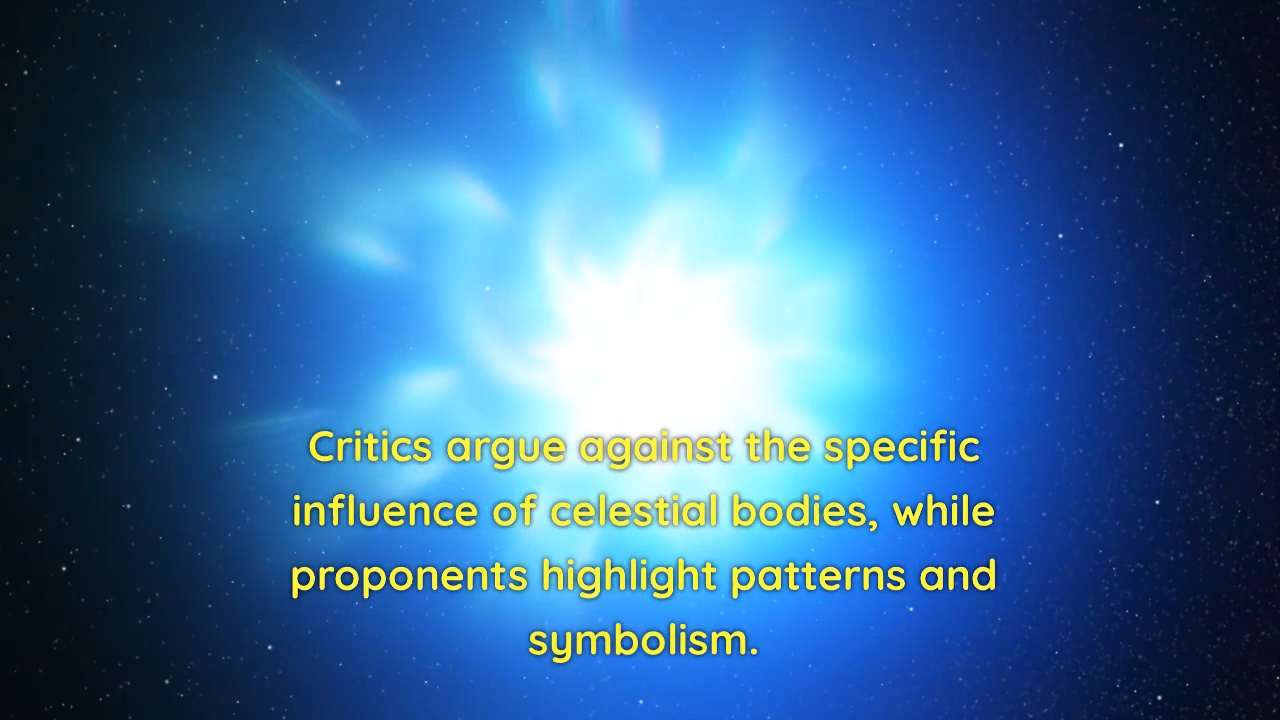 Critics argue against the specific
influence of celestial bodies, while
proponents highlight patterns and
symbolism.